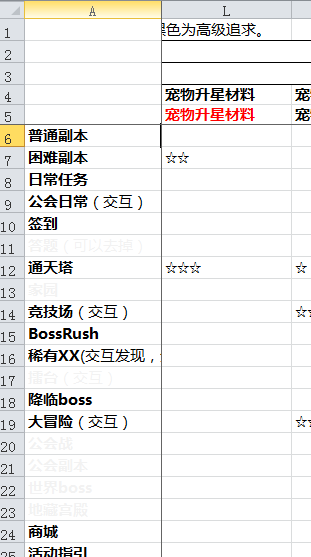 A L
1 黑色为高级追求。
2
3
4 宠物升星材料
5 宠物升星材料
6 普通副本
7 困难副本 ☆☆
8 日常任务
9 公会日常（交互）
10 签到
11 答题（可以去掉）
12 通天塔 ☆☆☆ ☆
13 家园
14 竞技场（交互） ☆☆
15 BossRush
16 稀有XX(交互发现，
17 擂台（交互）
18 降临boss
19 大冒险（交互） ☆☆
20 公会战
21 公会副本
22 世界boss
23 地藏宫殿
24 商城
25 活动指引